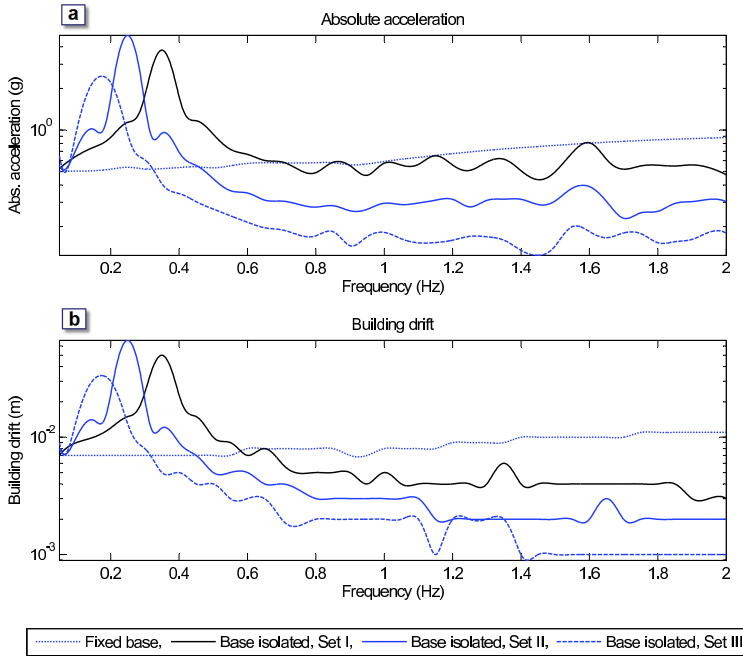 a
Absolute acceleration
Abs. acceleration (g)
10^0
0.2 0.4 0.6 0.8 1 1.2 1.4 1.6 1.8 2
Frequency (Hz)
b
Building drift
Building drift (m)
10^-2
10^-3
0.2 0.4 0.6 0.8 1 1.2 1.4 1.6 1.8 2
Frequency (Hz)
Fixed base, Base isolated, Set I, Base isolated, Set II, Base isolated, Set III